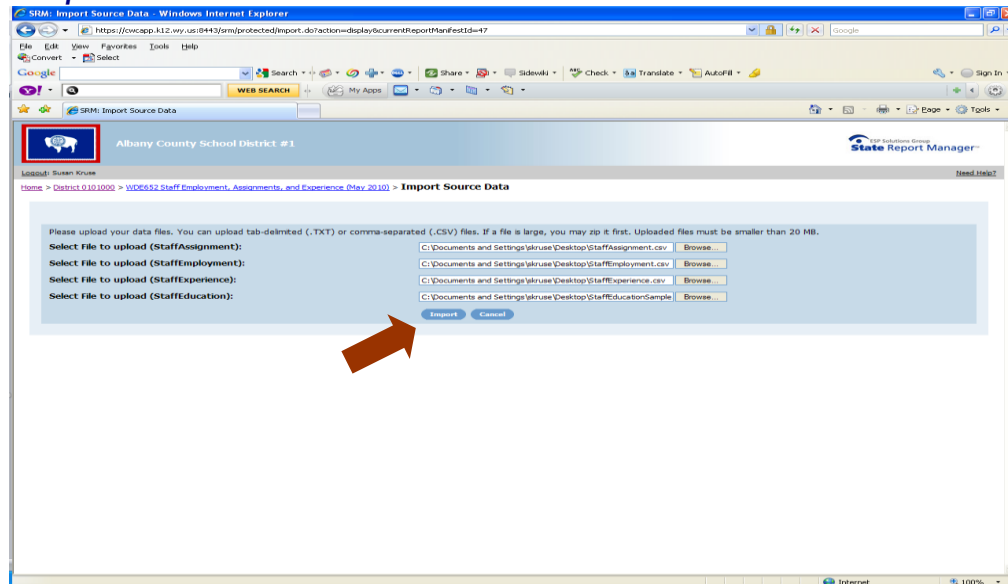 SRM: Import Source Data - Windows Internet Explorer
https://cwcapp.k12.wy.us:8443/srm/protected/import.do?action=display&currentReportManifestId=47
Google
File Edit View Favorites Tools Help
Convert Select
Google Search Share Sidewiki Check Translate AutoFill Sign In
Y! WEB SEARCH My Apps
SRM: Import Source Data Page Tools
Albany County School District #1
ESP Solutions Group
State Report Manager
Logout: Susan Kruse Need Help?
Home > District 0101000 > WDE652 Staff Employment, Assignments, and Experience (May 2010) > Import Source Data
Please upload your data files. You can upload tab-delimited (.TXT) or comma-separated (.CSV) files. If a file is large, you may zip it first. Uploaded files must be smaller than 20 MB.
Select File to upload (StaffAssignment): C:\Documents and Settings\skruse\Desktop\StaffAssignment.csv Browse...
Select File to upload (StaffEmployment): C:\Documents and Settings\skruse\Desktop\StaffEmployment.csv Browse...
Select File to upload (StaffExperience): C:\Documents and Settings\skruse\Desktop\StaffExperience.csv Browse...
Select File to upload (StaffEducation): C:\Documents and Settings\skruse\Desktop\StaffEducationSample Browse...
Import Cancel
Internet 100%